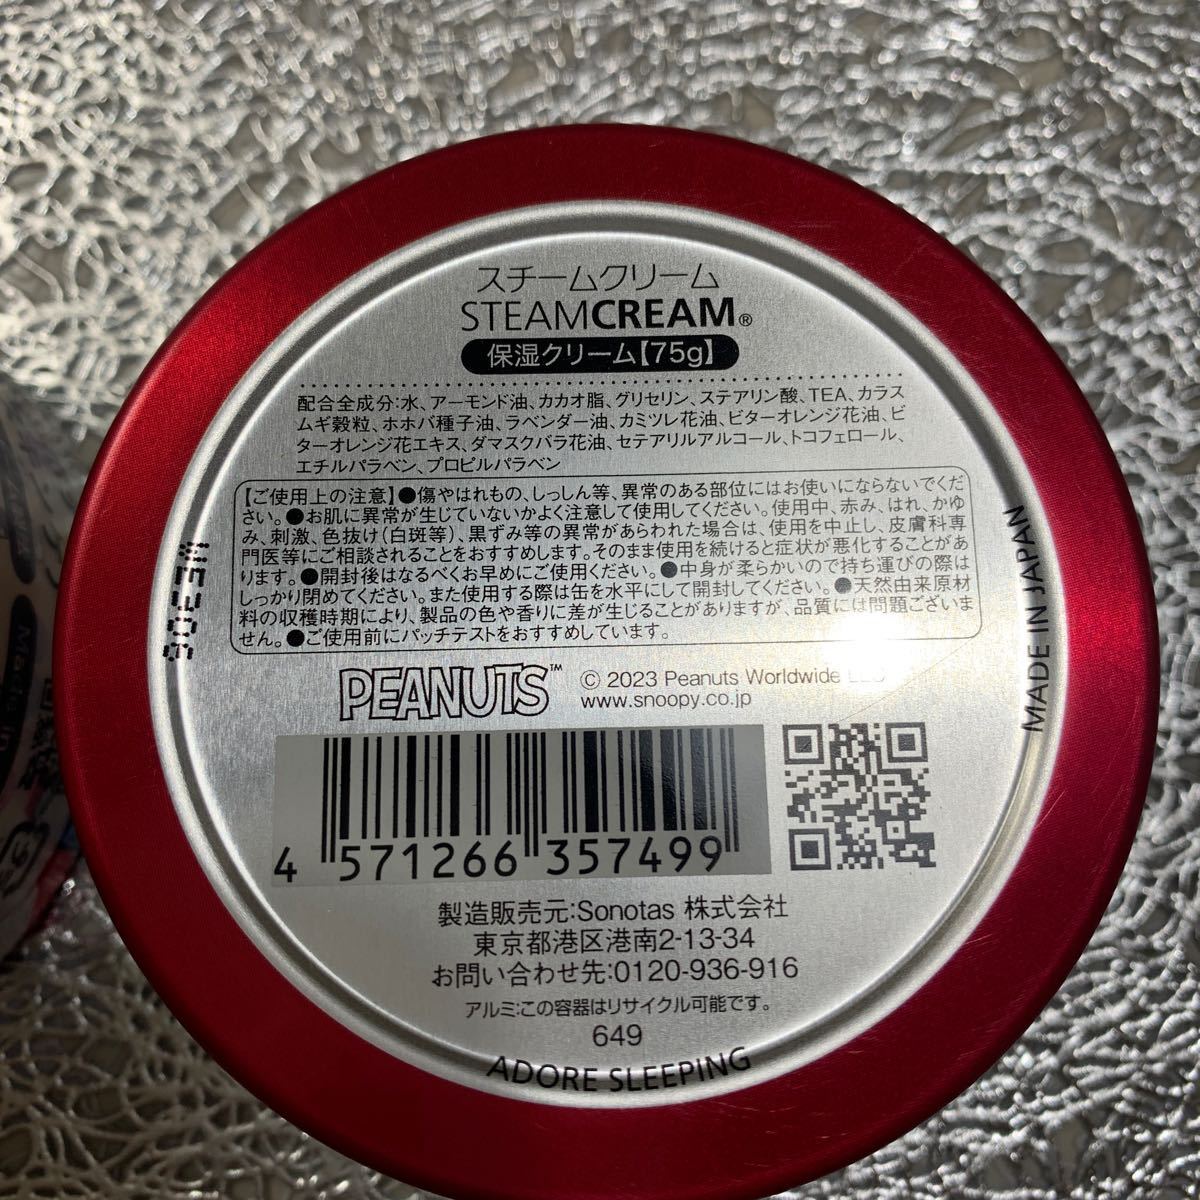 スチームクリーム
STEAMCREAM®
保湿クリーム【75g】
配合全成分:水、アーモンド油、カカオ脂、グリセリン、ステアリン酸、TEA、カラス
ムギ穀粒、ホホバ種子油、ラベンダー油、カミツレ花油、ビターオレンジ花油、ビ
ターオレンジ花エキス、ダマスクバラ花油、セテアリルアルコール、トコフェロール、
エチルパラベン、プロピルパラベン
【ご使用上の注意】●傷やはれもの、しっしん等、異常のある部位にはお使いにならないでくだ
さい。●お肌に異常が生じていないかよく注意して使用してください。使用中、赤み、はれ、かゆ
み、刺激、色抜け(白斑等)、黒ずみ等の異常があらわれた場合は、使用を中止し、皮膚科専
門医等にご相談されることをおすすめします。そのまま使用を続けると症状が悪化することがあ
ります。●開封後はなるべくお早めにご使用ください。●中身が柔らかいので持ち運びの際は
しっかり閉めてください。また使用する際は缶を水平にして開封してください。●天然由来原材
料の収穫時期により、製品の色や香りに差が生じることがありますが、品質には問題ございま
せん。●ご使用前にパッチテストをおすすめしています。
PEANUTS™
© 2023 Peanuts Worldwide LLC
www.snoopy.co.jp
4 571266 357499
製造販売元:Sonotas 株式会社
東京都港区港南2-13-34
お問い合わせ先:0120-936-916
アルミ:この容器はリサイクル可能です。
649
ADORE SLEEPING
MADE IN JAPAN